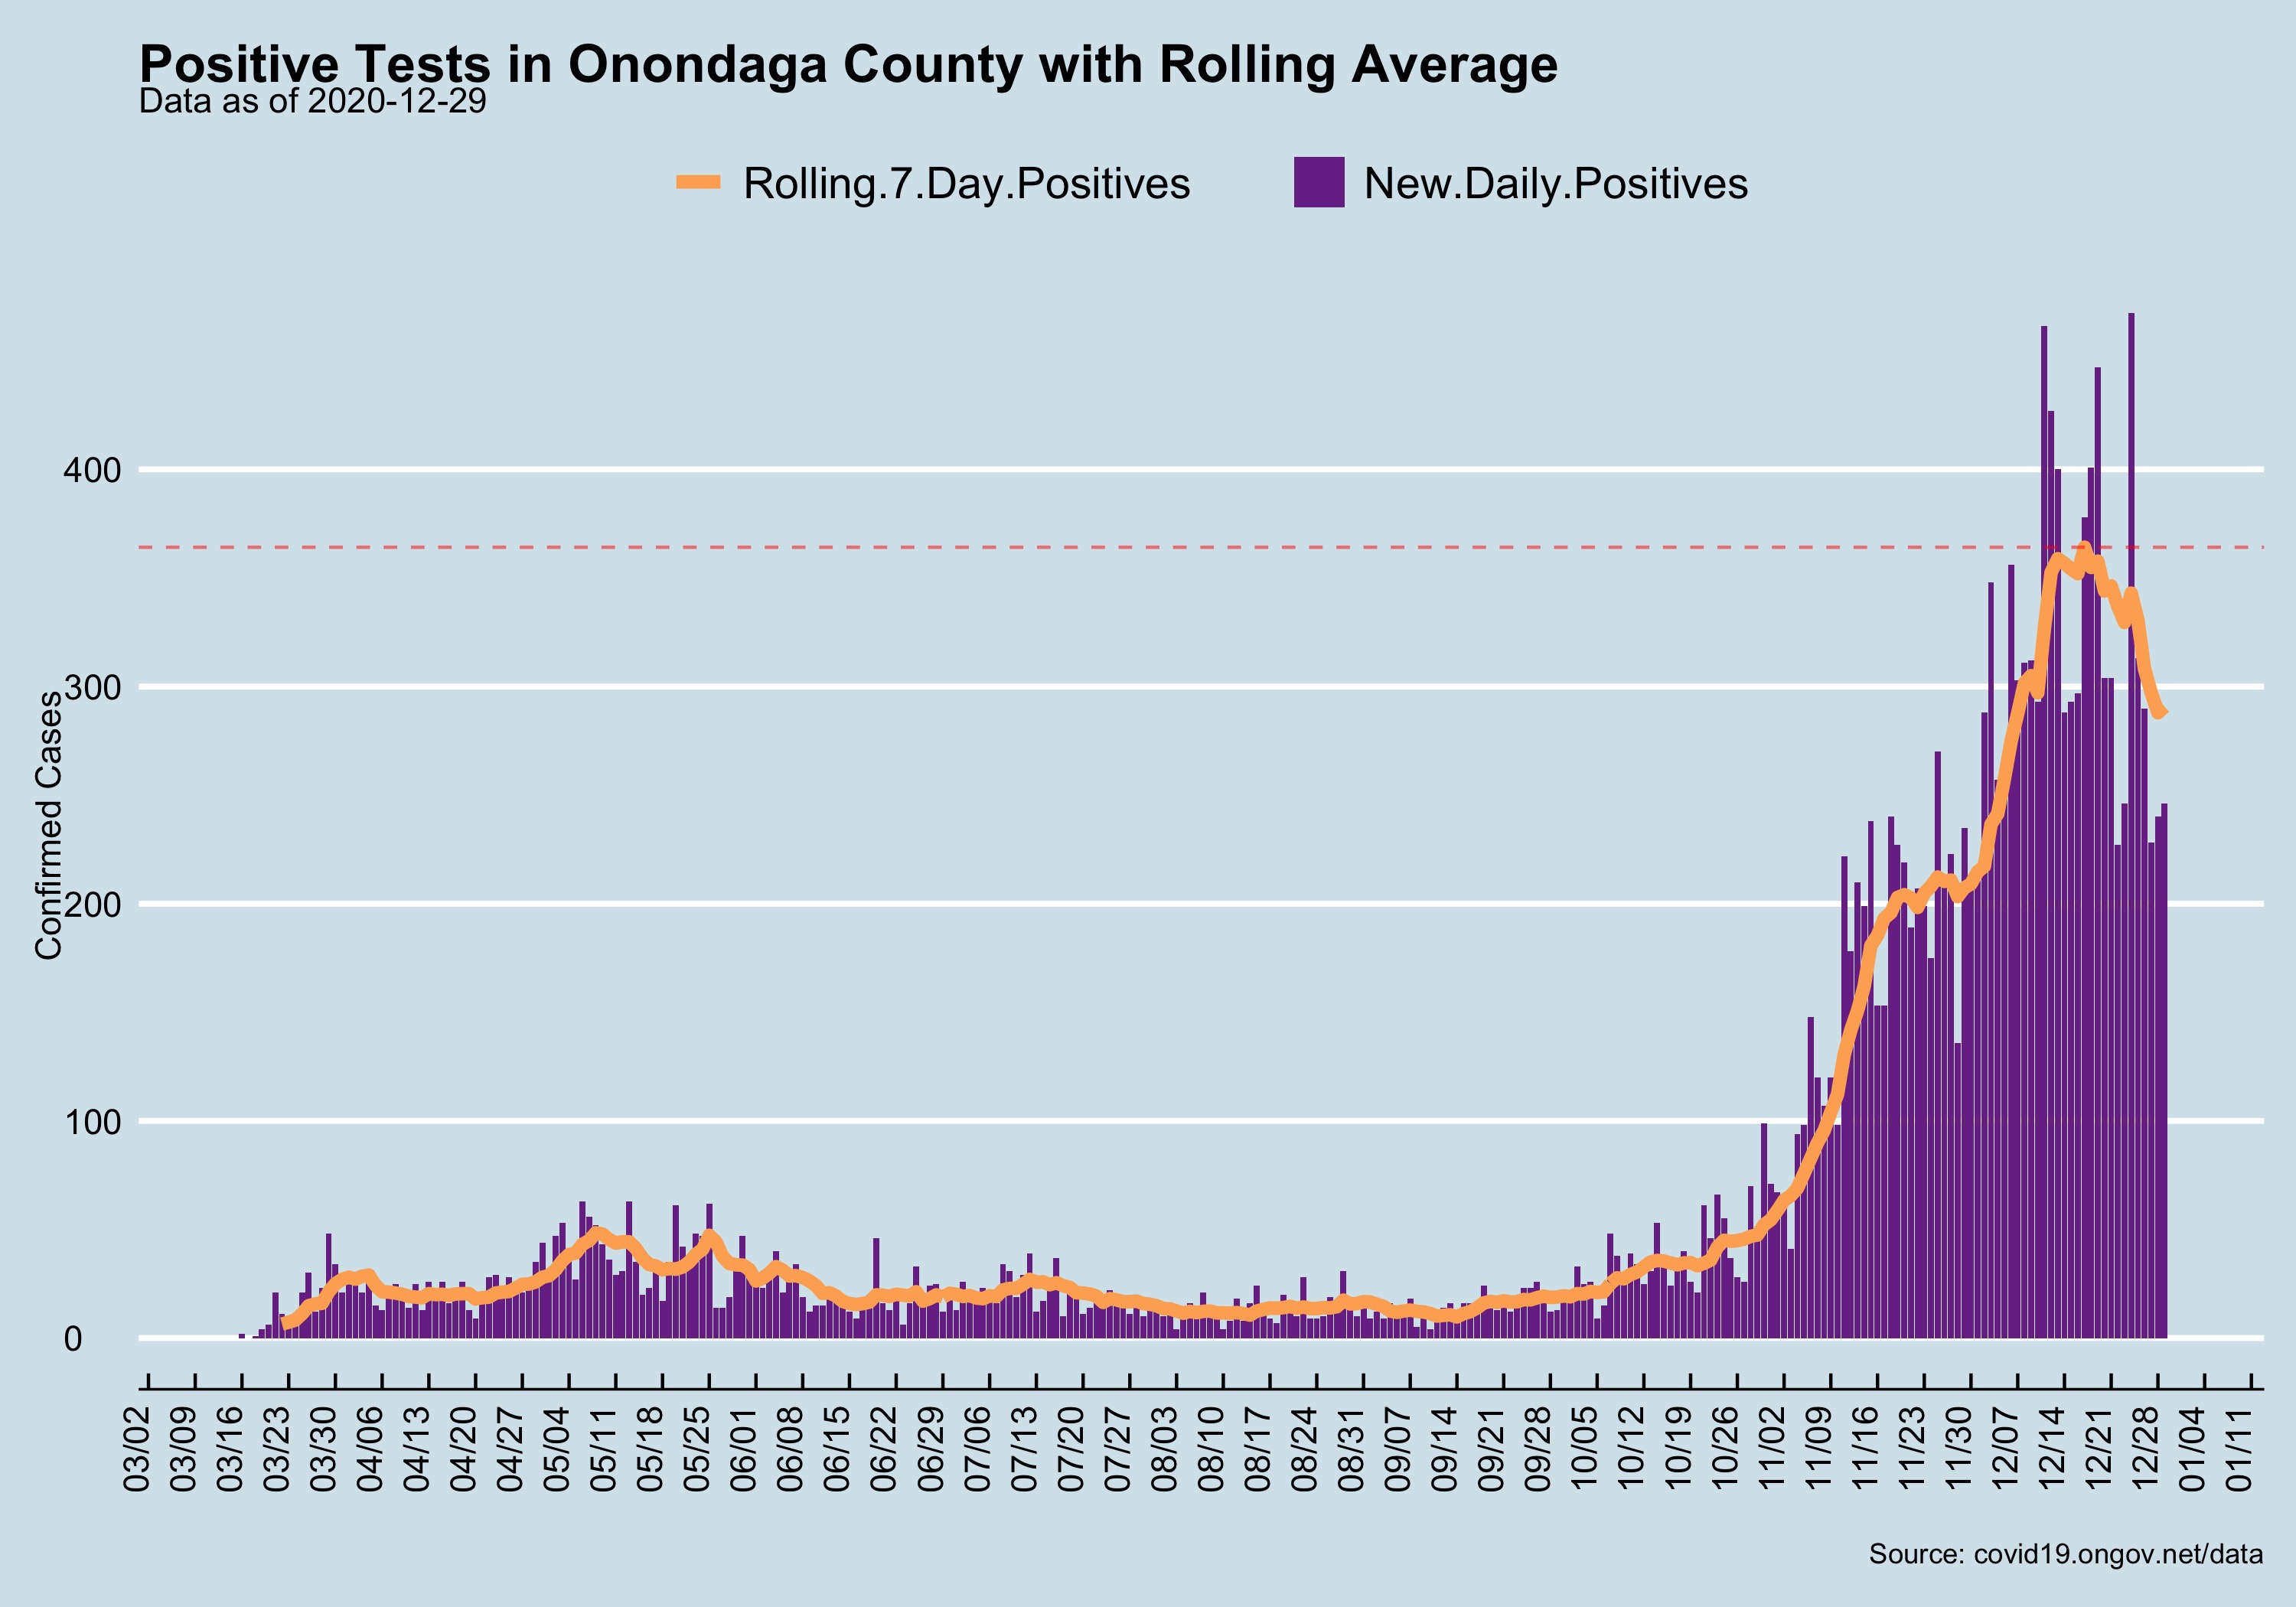 Positive Tests in Onondaga County with Rolling Average
Data as of 2020-12-29
Rolling.7.Day.Positives New.Daily.Positives
Confirmed Cases
400
300
200
100
0
03/02 03/09 03/16 03/23 03/30 04/06 04/13 04/20 04/27 05/04 05/11 05/18 05/25 06/01 06/08 06/15 06/22 06/29 07/06 07/13 07/20 07/27 08/03 08/10 08/17 08/24 08/31 09/07 09/14 09/21 09/28 10/05 10/12 10/19 10/26 11/02 11/09 11/16 11/23 11/30 12/07 12/14 12/21 12/28 01/04 01/11
Source: covid19.ongov.net/data